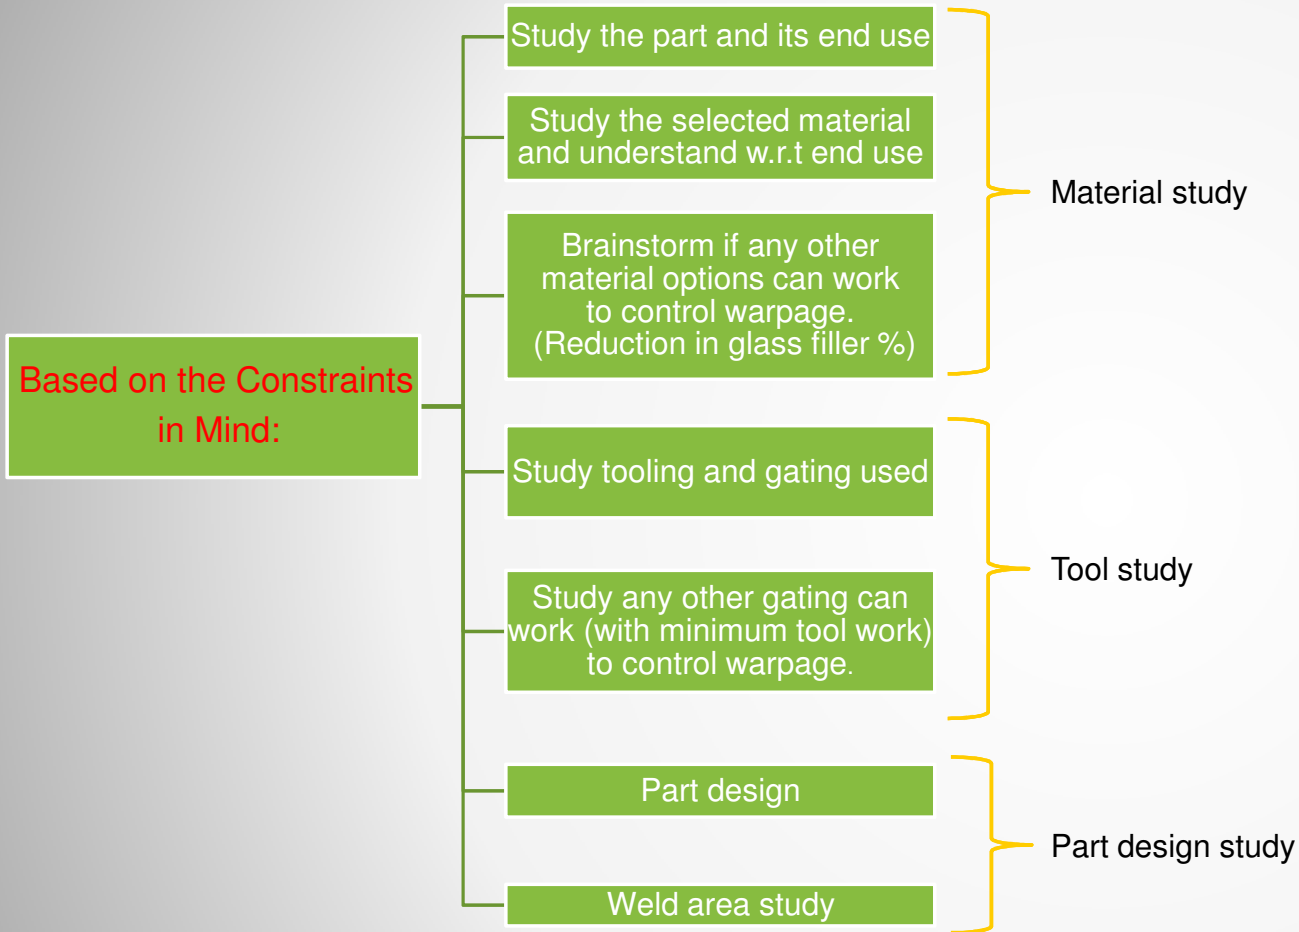 Based on the Constraints
in Mind:
Study the part and its end use
Study the selected material
and understand w.r.t end use
Brainstorm if any other
material options can work
to control warpage.
(Reduction in glass filler %)
Material study
Study tooling and gating used
Study any other gating can
work (with minimum tool work)
to control warpage.
Tool study
Part design
Weld area study
Part design study